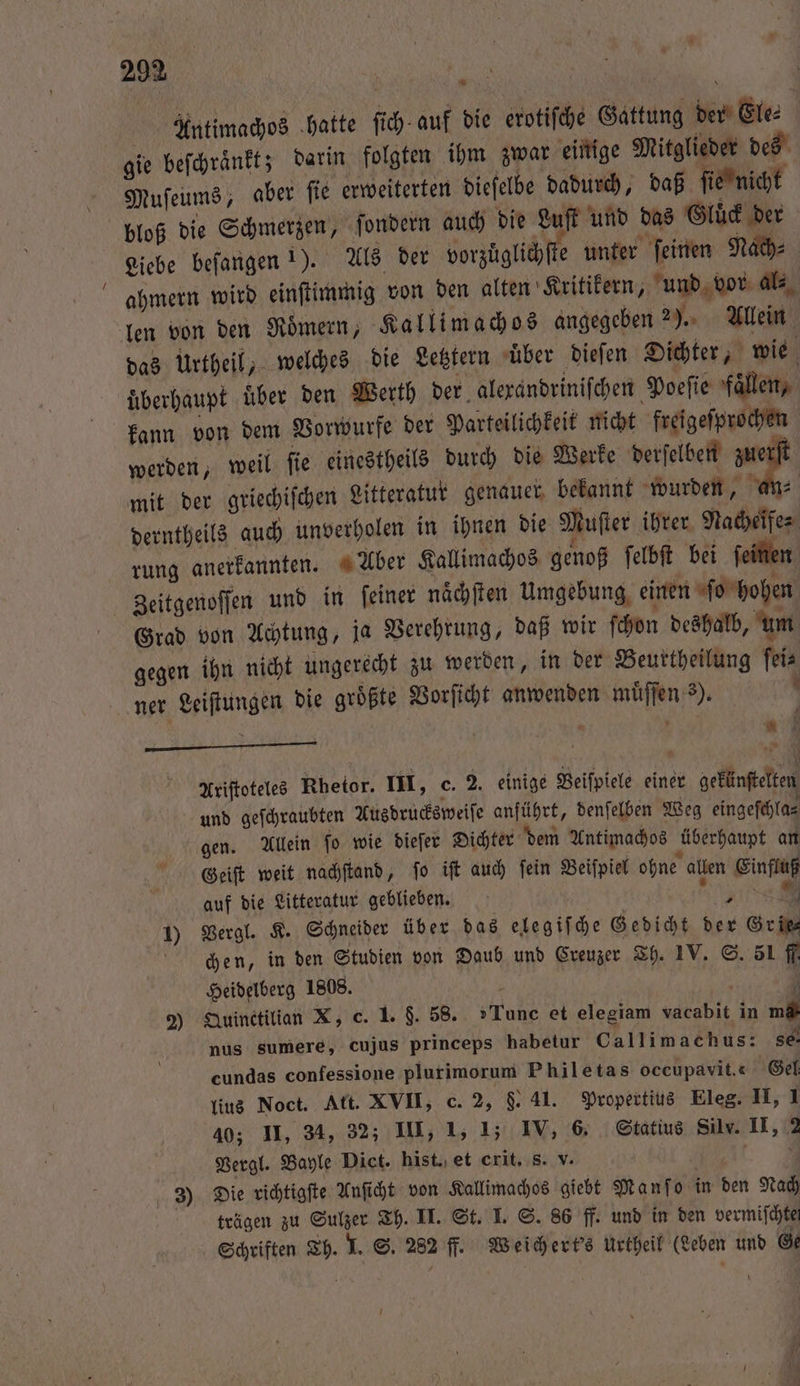 292
Antimachos hatte ſich auf die erotiſche Gattung der Ele⸗
gie beſchränkt; darin folgten ihm zwar einige Mitglieder des
Muſeums, aber ſie erweiterten dieſelbe dadurch, daß ſie nicht
bloß die Schmerzen, ſondern auch die Luſt und das Glück der
Liebe beſangen 1). Als der vorzüglichſte unter ſeinen Nach⸗
ahmern wird einſtimmig von den alten Kritikern, und vor al⸗
len von den Römern, Kallimachos angegeben 2). Allein
das Urtheil, welches die Letztern über dieſen Dichter, wie
überhaupt über den Werth der alexandriniſchen Poeſie fällen,
kann von dem Vorwurfe der Parteilichkeit nicht freigeſprochen
werden, weil ſie einestheils durch die Werke derſelben zuerſt
mit der griechiſchen Litteratur genauer bekannt wurden, an⸗
derntheils auch unverholen in ihnen die Muſter ihrer Nacheife⸗
rung anerkannten. Aber Kallimachos genoß ſelbſt bei ſeinen
Zeitgenoſſen und in ſeiner nächſten Umgebung einen ſo hohen
Grad von Achtung, ja Verehrung, daß wir ſchon deshalb, um
gegen ihn nicht ungerecht zu werden, in der Beurtheilung ſei⸗
ner Leiſtungen die größte Vorſicht anwenden müſſen 3).
Ariſtoteles Rhetor. III, c. 2. einige Beiſpiele einer gekünſtelten
und geſchraubten Ausdrucksweiſe anführt, denſelben Weg eingeſchla⸗
gen. Allein ſo wie dieſer Dichter dem Antimachos überhaupt an
Geiſt weit nachſtand, ſo iſt auch ſein Beiſpiel ohne allen Einfluß
auf die Litteratur geblieben.
1) Vergl. K. Schneider über das elegiſche Gedicht der Grie⸗
chen, in den Studien von Daub und Creuzer Th. IV. S. 51 ff.
Heidelberg 1808.
2) Quinctilian X, c. 1. §. 58. »Tunc et elegiam vacabit in ma
nus sumere, cujus princeps habetur Callimachus: se-
cundas confessione plurimorum Philetas occupavit.« Gel
lius Noct. Att. XVII, c. 2, §. 41. Propertius Eleg. II, 1
40; II, 34, 32; III, 1, 1; IV, 6. Statius Silv. II, 2
Vergl. Bayle Dict. hist. et crit. s. v.
3) Die richtigſte Anſicht von Kallimachos giebt Manſo in den Nach
trägen zu Sulzer Th. II. St. I. S. 86 ff. und in den vermiſchte
Schriften Th. I. S. 282 ff. Weichert's Urtheil (Leben und Ge